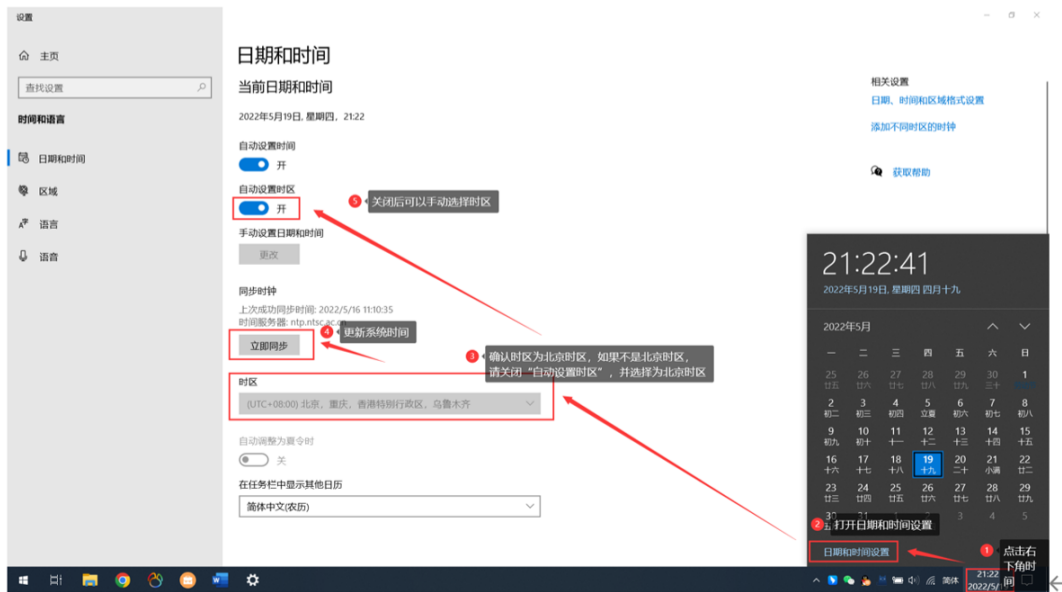 设置
主页
查找设置
时间和语言
日期和时间
区域
语言
语音
日期和时间
当前日期和时间
2022年5月19日, 星期四, 21:22
自动设置时间
开
自动设置时区
开
5 关闭后可以手动选择时区
手动设置日期和时间
更改
同步时钟
上次成功同步时间: 2022/5/16 11:10:35
时间服务器: ntp.ntsc.ac.cn
4 更新系统时间
立即同步
3 确认时区为北京时区，如果不是北京时区，
请关闭“自动设置时区”，并选择为北京时区
时区
(UTC+08:00) 北京，重庆，香港特别行政区，乌鲁木齐
自动调整为夏令时
关
在任务栏中显示其他日历
简体中文(农历)
相关设置
日期、时间和区域格式设置
添加不同时区的时钟
获取帮助
21:22:41
2022年5月19日, 星期四 四月十九
2022年5月
一 二 三 四 五 六 日
25 26 27 28 29 30 1
廿五 廿六 廿七 廿八 廿九 三十
2 3 4 5 6 7 8
初二 初三 初四 立夏 初六 初七 初八
9 10 11 12 13 14 15
初九 初十 十一 十二 十三 十四 十五
16 17 18 19 20 21 22
十六 十七 十八 十九 二十 小满 廿二
23 24 25 26 27 28 29
廿三 廿四 廿五 廿六 廿七 廿八 廿九
30 31 1 2 3 4 5
2 打开日期和时间设置
日期和时间设置
1 点击右
下角时
间
简体
21:22
2022/5/